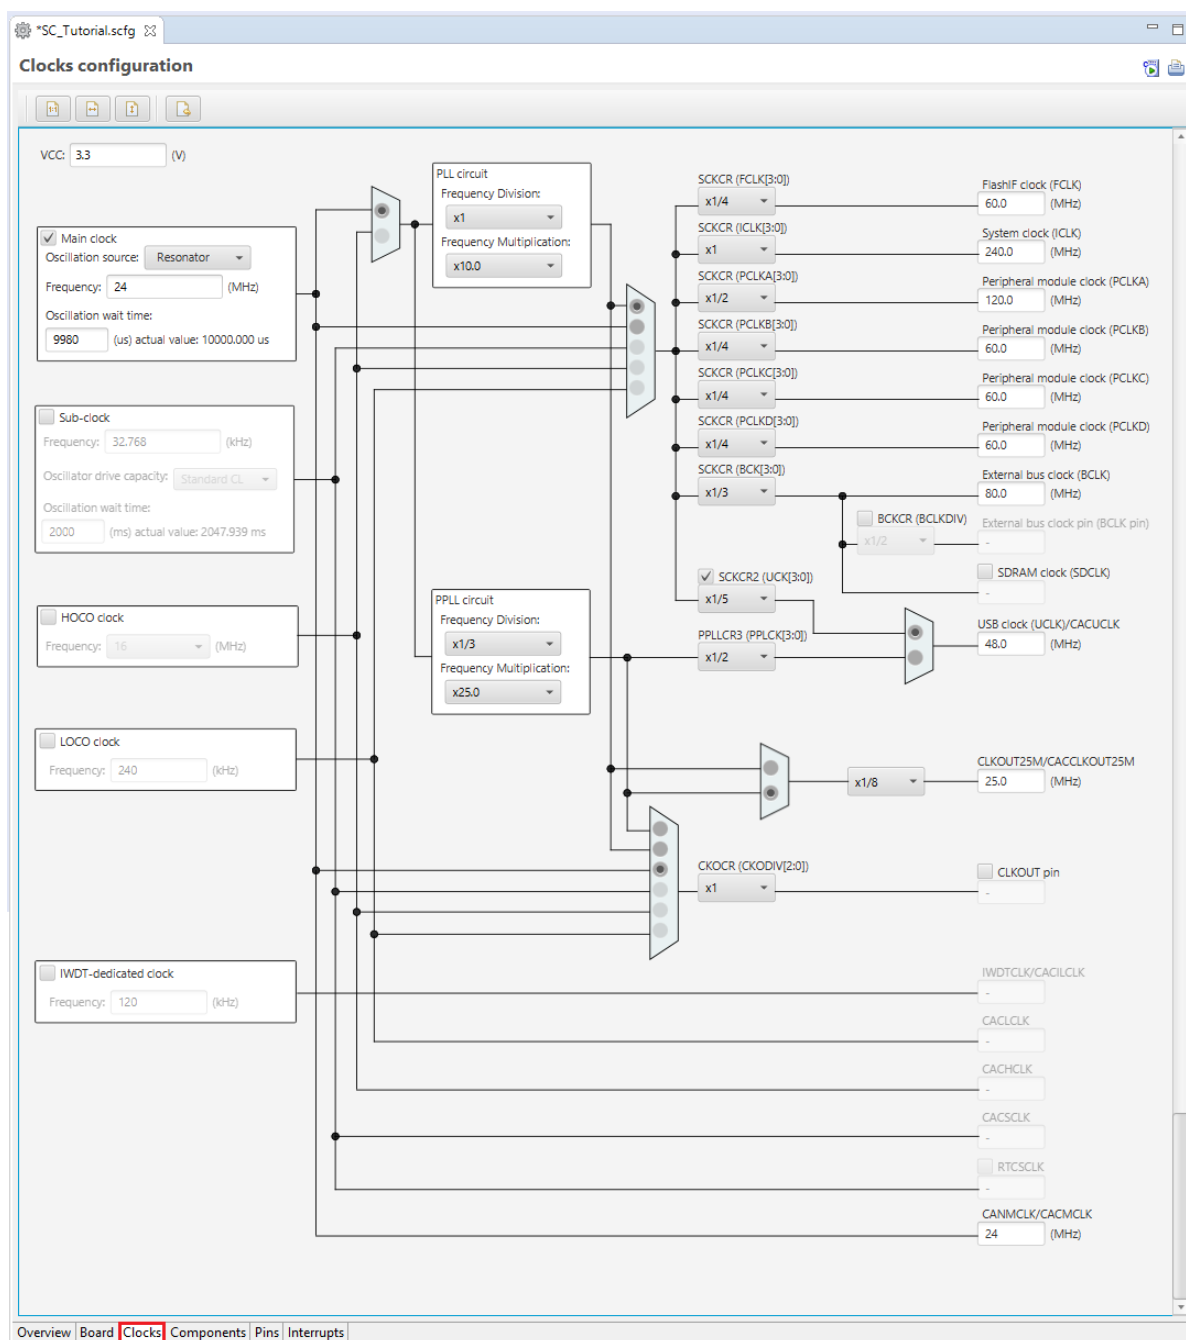 *SC_Tutorial.scfg
Clocks configuration
1:1
VCC: 3.3 (V)
Main clock
Oscillation source: Resonator
Frequency: 24 (MHz)
Oscillation wait time:
9980 (us) actual value: 10000.000 us
Sub-clock
Frequency: 32.768 (kHz)
Oscillator drive capacity: Standard CL
Oscillation wait time:
2000 (ms) actual value: 2047.939 ms
HOCO clock
Frequency: 16 (MHz)
LOCO clock
Frequency: 240 (kHz)
IWDT-dedicated clock
Frequency: 120 (kHz)
PLL circuit
Frequency Division:
x1
Frequency Multiplication:
x10.0
PPLL circuit
Frequency Division:
x1/3
Frequency Multiplication:
x25.0
SCKCR (FCLK[3:0])
x1/4
SCKCR (ICLK[3:0])
x1
SCKCR (PCLKA[3:0])
x1/2
SCKCR (PCLKB[3:0])
x1/4
SCKCR (PCLKC[3:0])
x1/4
SCKCR (PCLKD[3:0])
x1/4
SCKCR (BCK[3:0])
x1/3
BCKCR (BCLKDIV)
x1/2
SCKCR2 (UCK[3:0])
x1/5
PPLLCR3 (PPLCK[3:0])
x1/2
x1/8
CKOCR (CKODIV[2:0])
x1
FlashIF clock (FCLK)
60.0 (MHz)
System clock (ICLK)
240.0 (MHz)
Peripheral module clock (PCLKA)
120.0 (MHz)
Peripheral module clock (PCLKB)
60.0 (MHz)
Peripheral module clock (PCLKC)
60.0 (MHz)
Peripheral module clock (PCLKD)
60.0 (MHz)
External bus clock (BCLK)
80.0 (MHz)
External bus clock pin (BCLK pin)
-
SDRAM clock (SDCLK)
-
USB clock (UCLK)/CACUCLK
48.0 (MHz)
CLKOUT25M/CACCLKOUT25M
25.0 (MHz)
CLKOUT pin
-
IWDTCLK/CACILCLK
-
CACLCLK
-
CACHCLK
-
CACSCLK
-
RTCSCLK
-
CANMCLK/CACMCLK
24 (MHz)
Overview Board Clocks Components Pins Interrupts